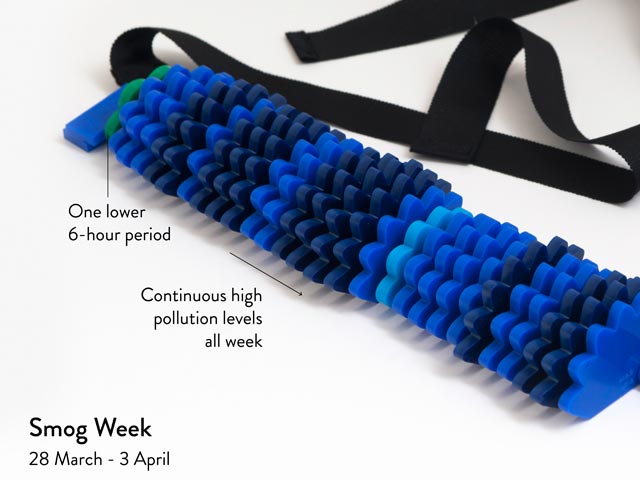 One lower
6-hour period
Continuous high
pollution levels
all week
Smog Week
28 March - 3 April